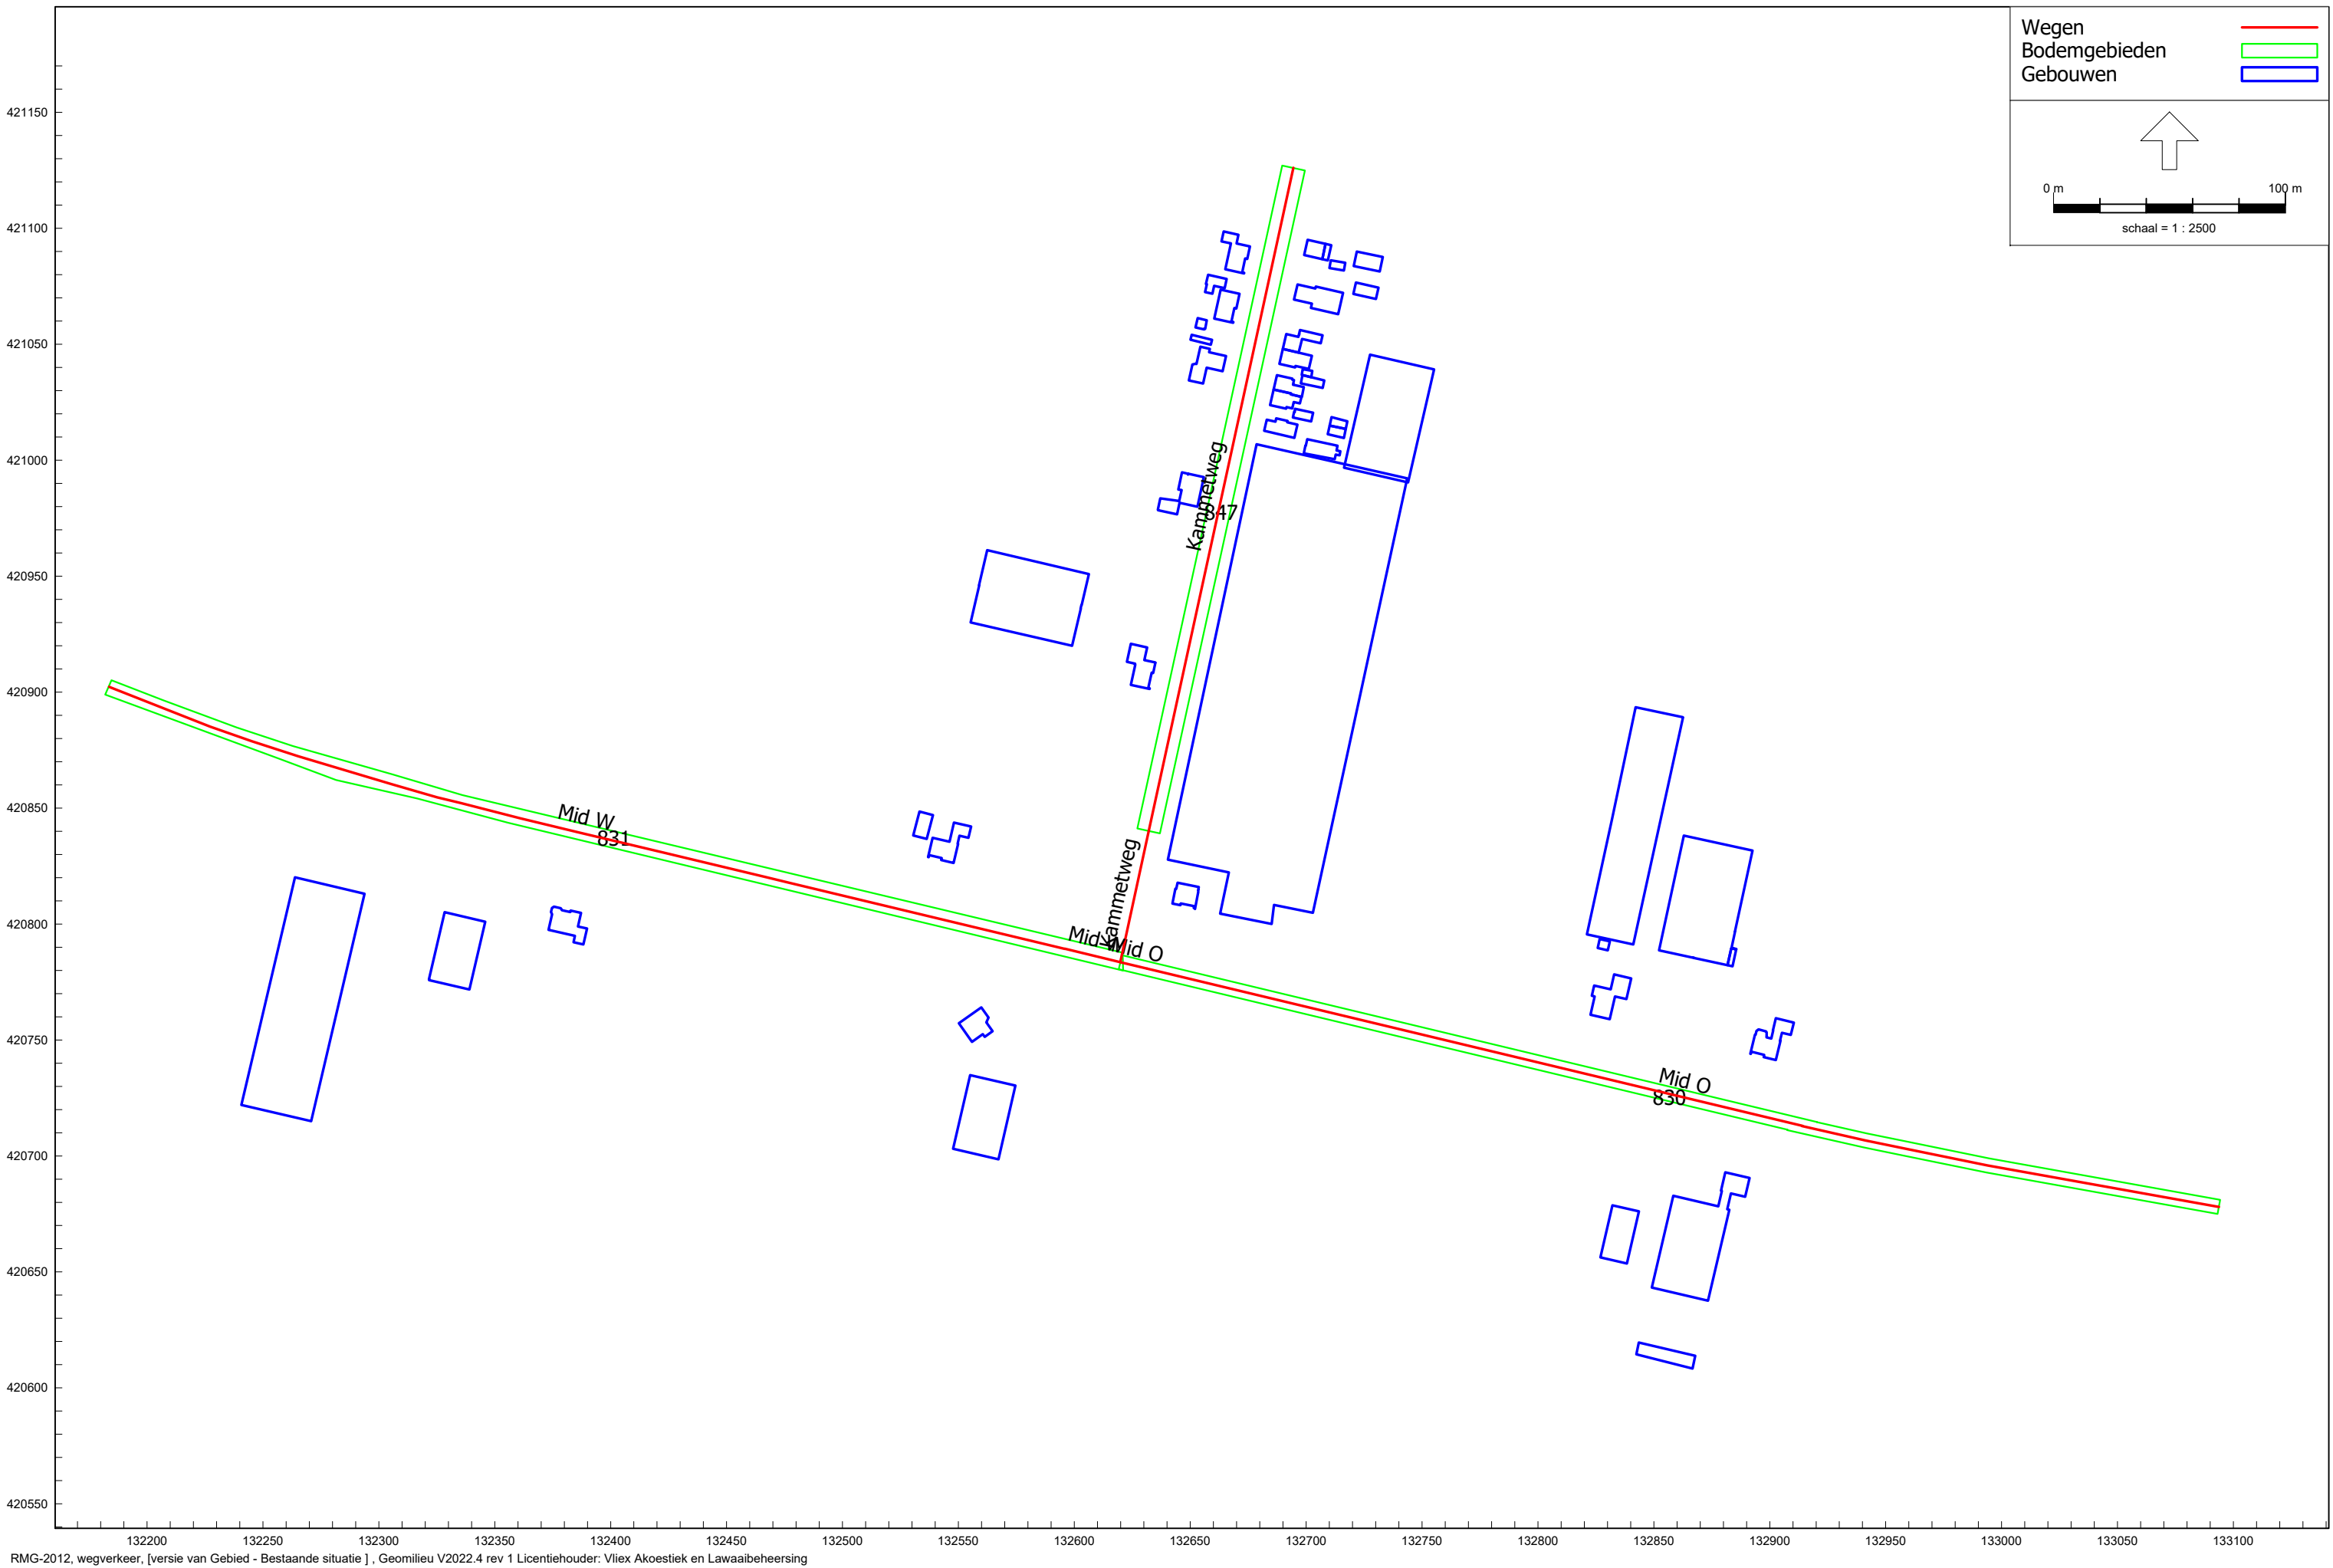 Wegen
Bodemgebieden
Gebouwen
0 m
100 m
schaal = 1 : 2500
421150
421100
421050
421000
420950
420900
420850
420800
420750
420700
420650
420600
420550
Kammetweg
847
Mid W
831
Kammetweg
Mid W
Mid O
Mid O
830
132200
132250
132300
132350
132400
132450
132500
132550
132600
132650
132700
132750
132800
132850
132900
132950
133000
133050
133100
RMG-2012, wegverkeer, [versie van Gebied - Bestaande situatie ] , Geomilieu V2022.4 rev 1 Licentiehouder: Vliex Akoestiek en Lawaaibeheersing